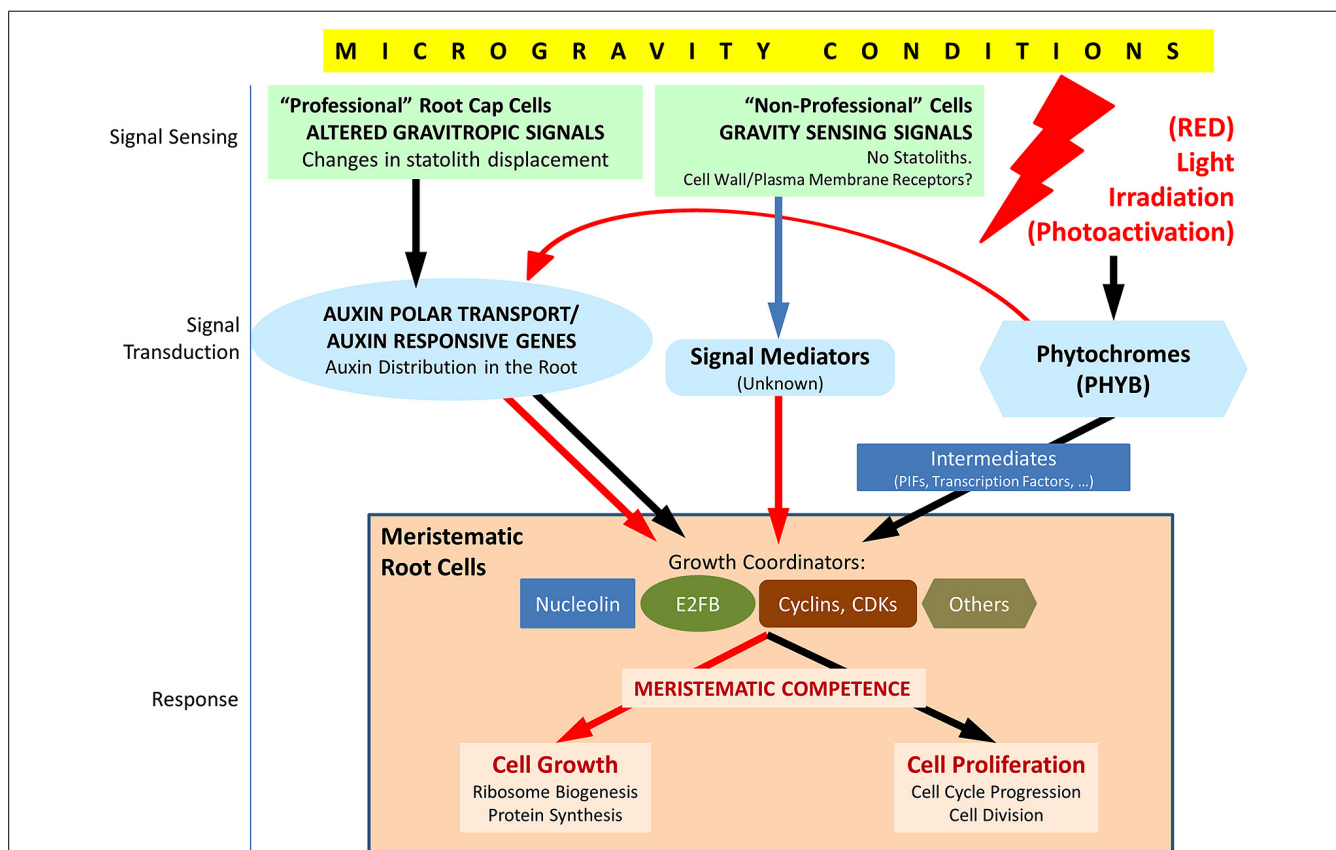 MICROGRAVITY CONDITIONS
Signal Sensing
“Professional” Root Cap Cells
ALTERED GRAVITROPIC SIGNALS
Changes in statolith displacement
“Non-Professional” Cells
GRAVITY SENSING SIGNALS
No Statoliths.
Cell Wall/Plasma Membrane Receptors?
(RED)
Light
Irradiation
(Photoactivation)
Signal
Transduction
AUXIN POLAR TRANSPORT/
AUXIN RESPONSIVE GENES
Auxin Distribution in the Root
Signal Mediators
(Unknown)
Phytochromes
(PHYB)
Intermediates
(PIFs, Transcription Factors, ...)
Meristematic
Root Cells
Growth Coordinators:
Nucleolin
E2FB
Cyclins, CDKs
Others
Response
MERISTEMATIC COMPETENCE
Cell Growth
Ribosome Biogenesis
Protein Synthesis
Cell Proliferation
Cell Cycle Progression
Cell Division